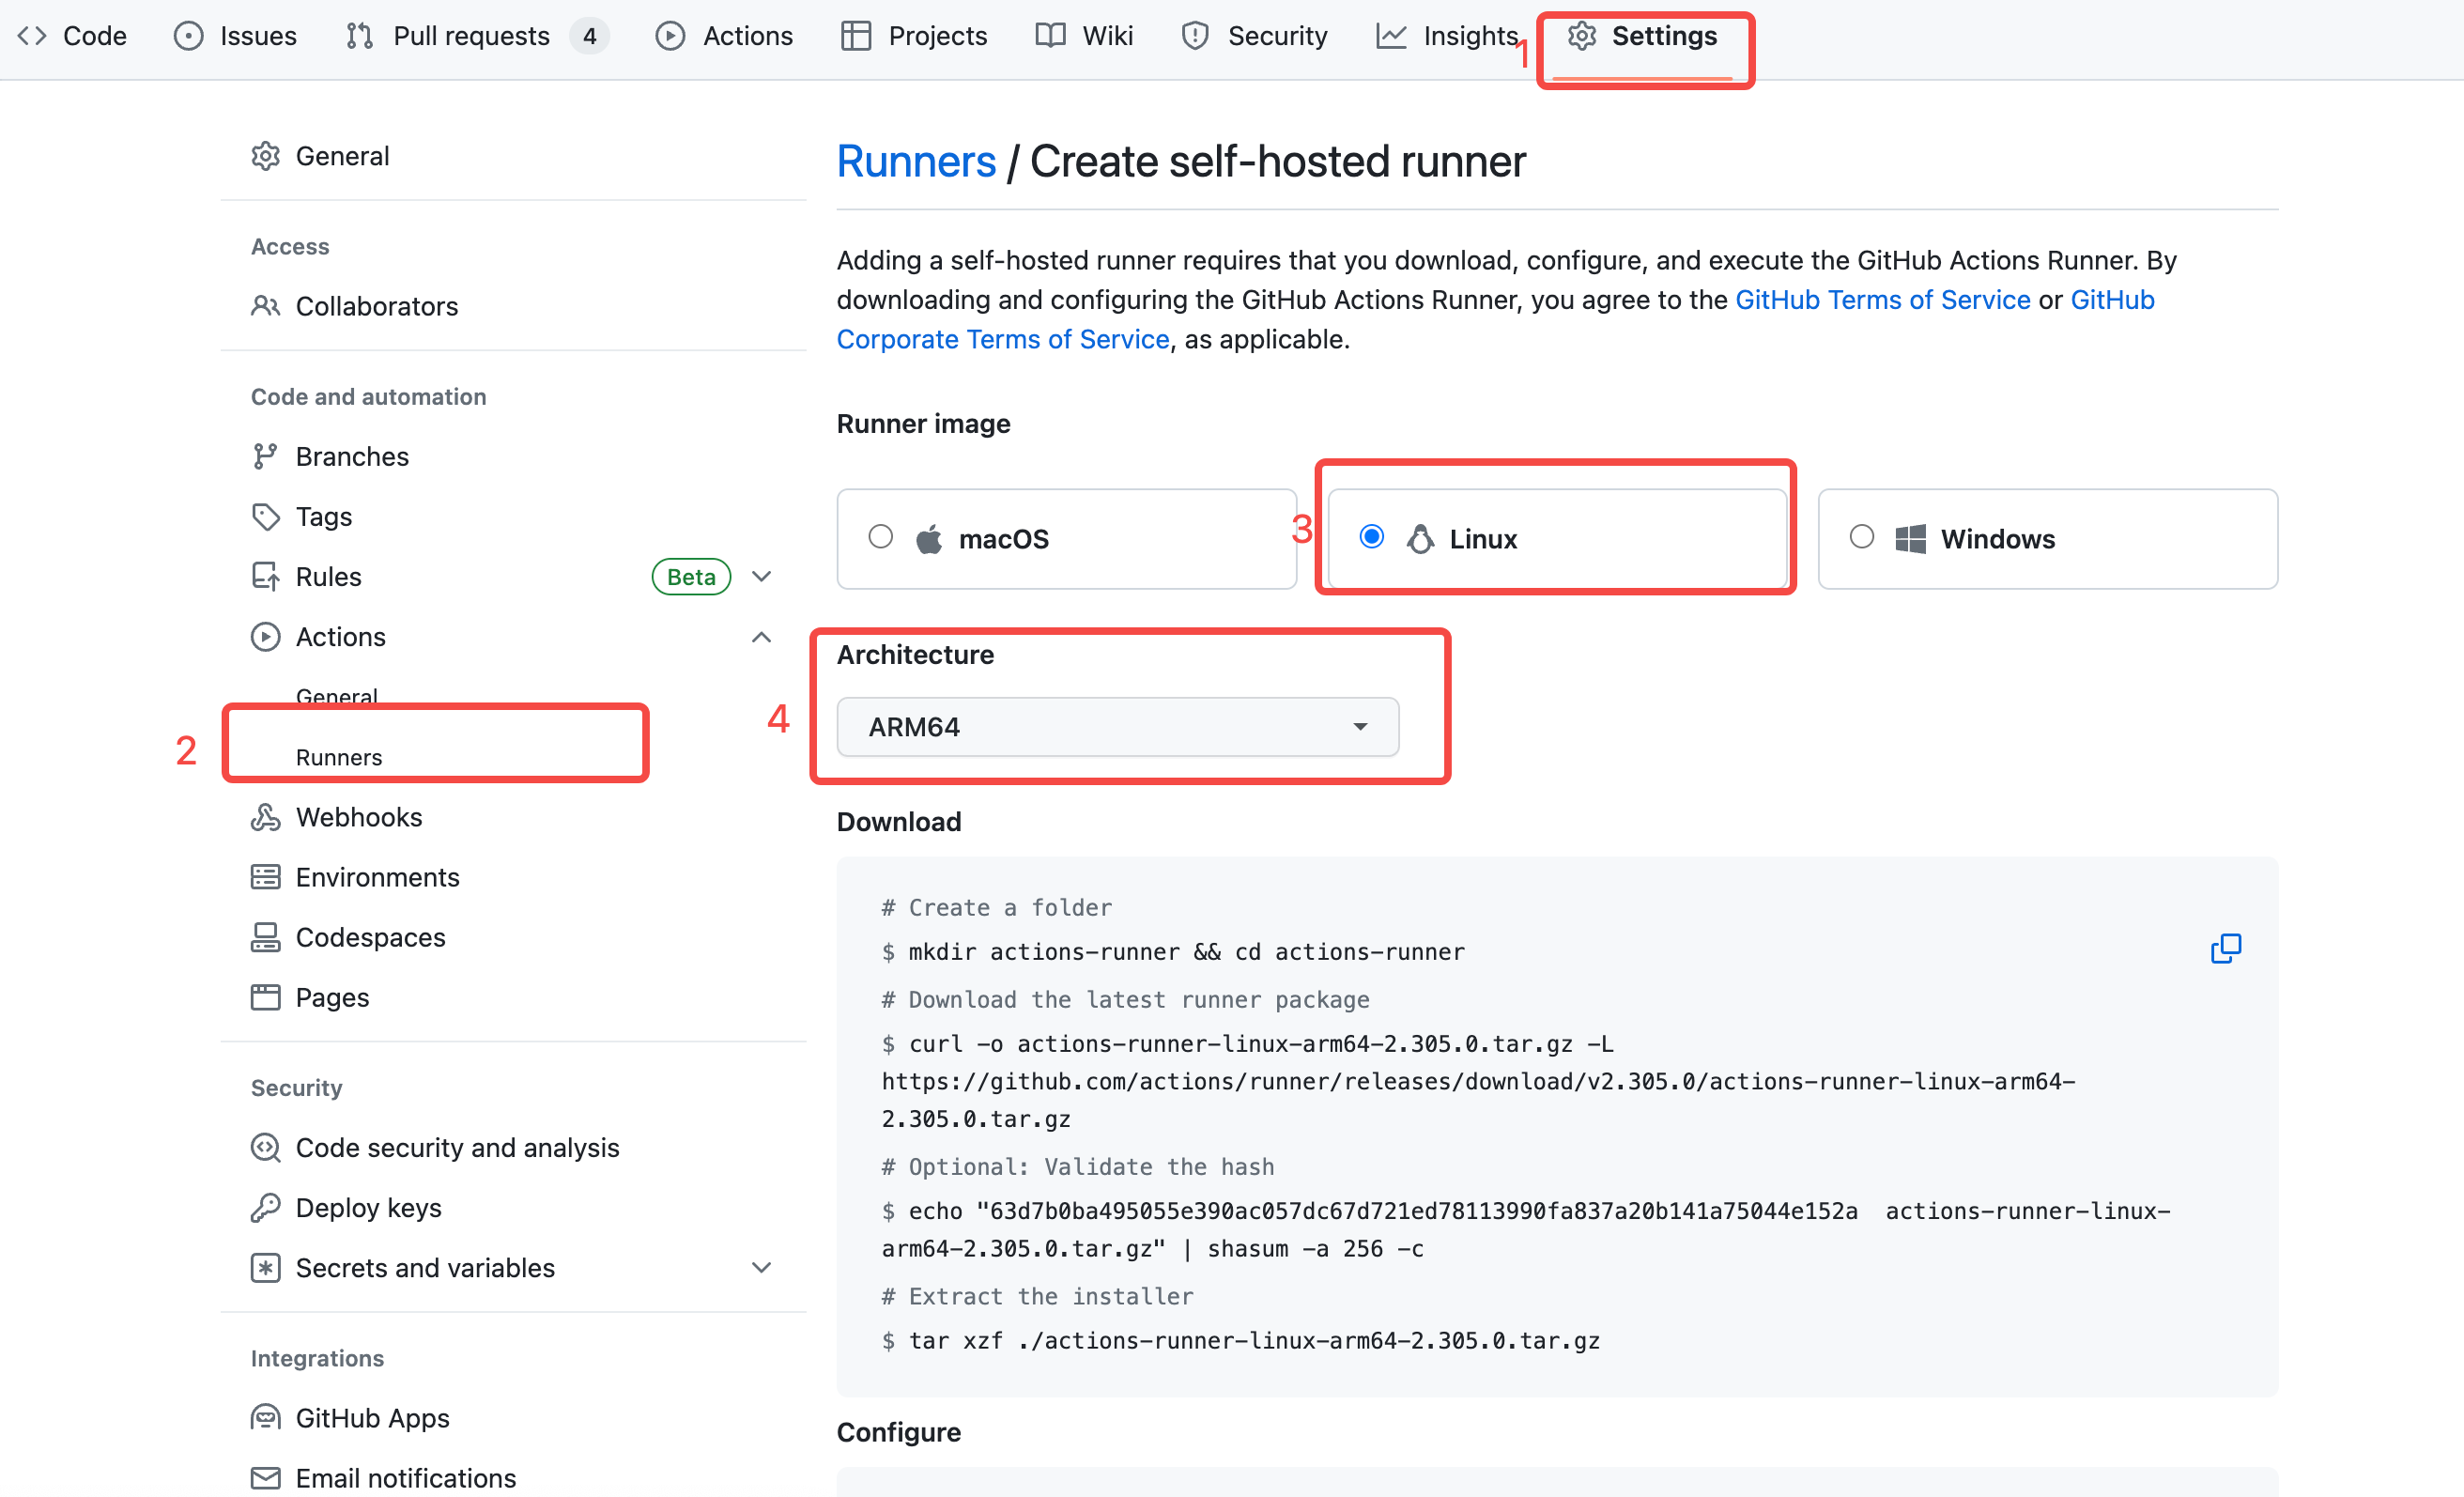 Code Issues Pull requests 4 Actions Projects Wiki Security Insights 1 Settings
General
Access
Collaborators
Code and automation
Branches
Tags
Rules Beta
Actions
General
2 Runners
Webhooks
Environments
Codespaces
Pages
Security
Code security and analysis
Deploy keys
Secrets and variables
Integrations
GitHub Apps
Email notifications
Runners / Create self-hosted runner
Adding a self-hosted runner requires that you download, configure, and execute the GitHub Actions Runner. By
downloading and configuring the GitHub Actions Runner, you agree to the GitHub Terms of Service or GitHub
Corporate Terms of Service, as applicable.
Runner image
macOS 3 Linux Windows
Architecture
4 ARM64
Download
# Create a folder
$ mkdir actions-runner && cd actions-runner
# Download the latest runner package
$ curl -o actions-runner-linux-arm64-2.305.0.tar.gz -L
https://github.com/actions/runner/releases/download/v2.305.0/actions-runner-linux-arm64-
2.305.0.tar.gz
# Optional: Validate the hash
$ echo "63d7b0ba495055e390ac057dc67d721ed78113990fa837a20b141a75044e152a  actions-runner-linux-
arm64-2.305.0.tar.gz" | shasum -a 256 -c
# Extract the installer
$ tar xzf ./actions-runner-linux-arm64-2.305.0.tar.gz
Configure